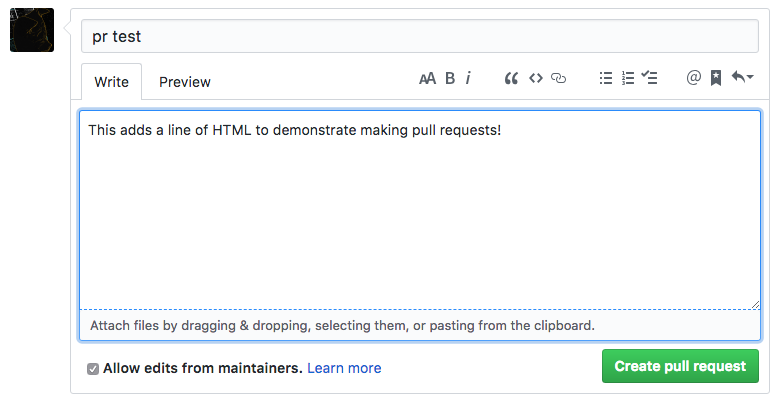 pr test
Write Preview AA B i @
This adds a line of HTML to demonstrate making pull requests!
Attach files by dragging & dropping, selecting them, or pasting from the clipboard.
Allow edits from maintainers. Learn more Create pull request